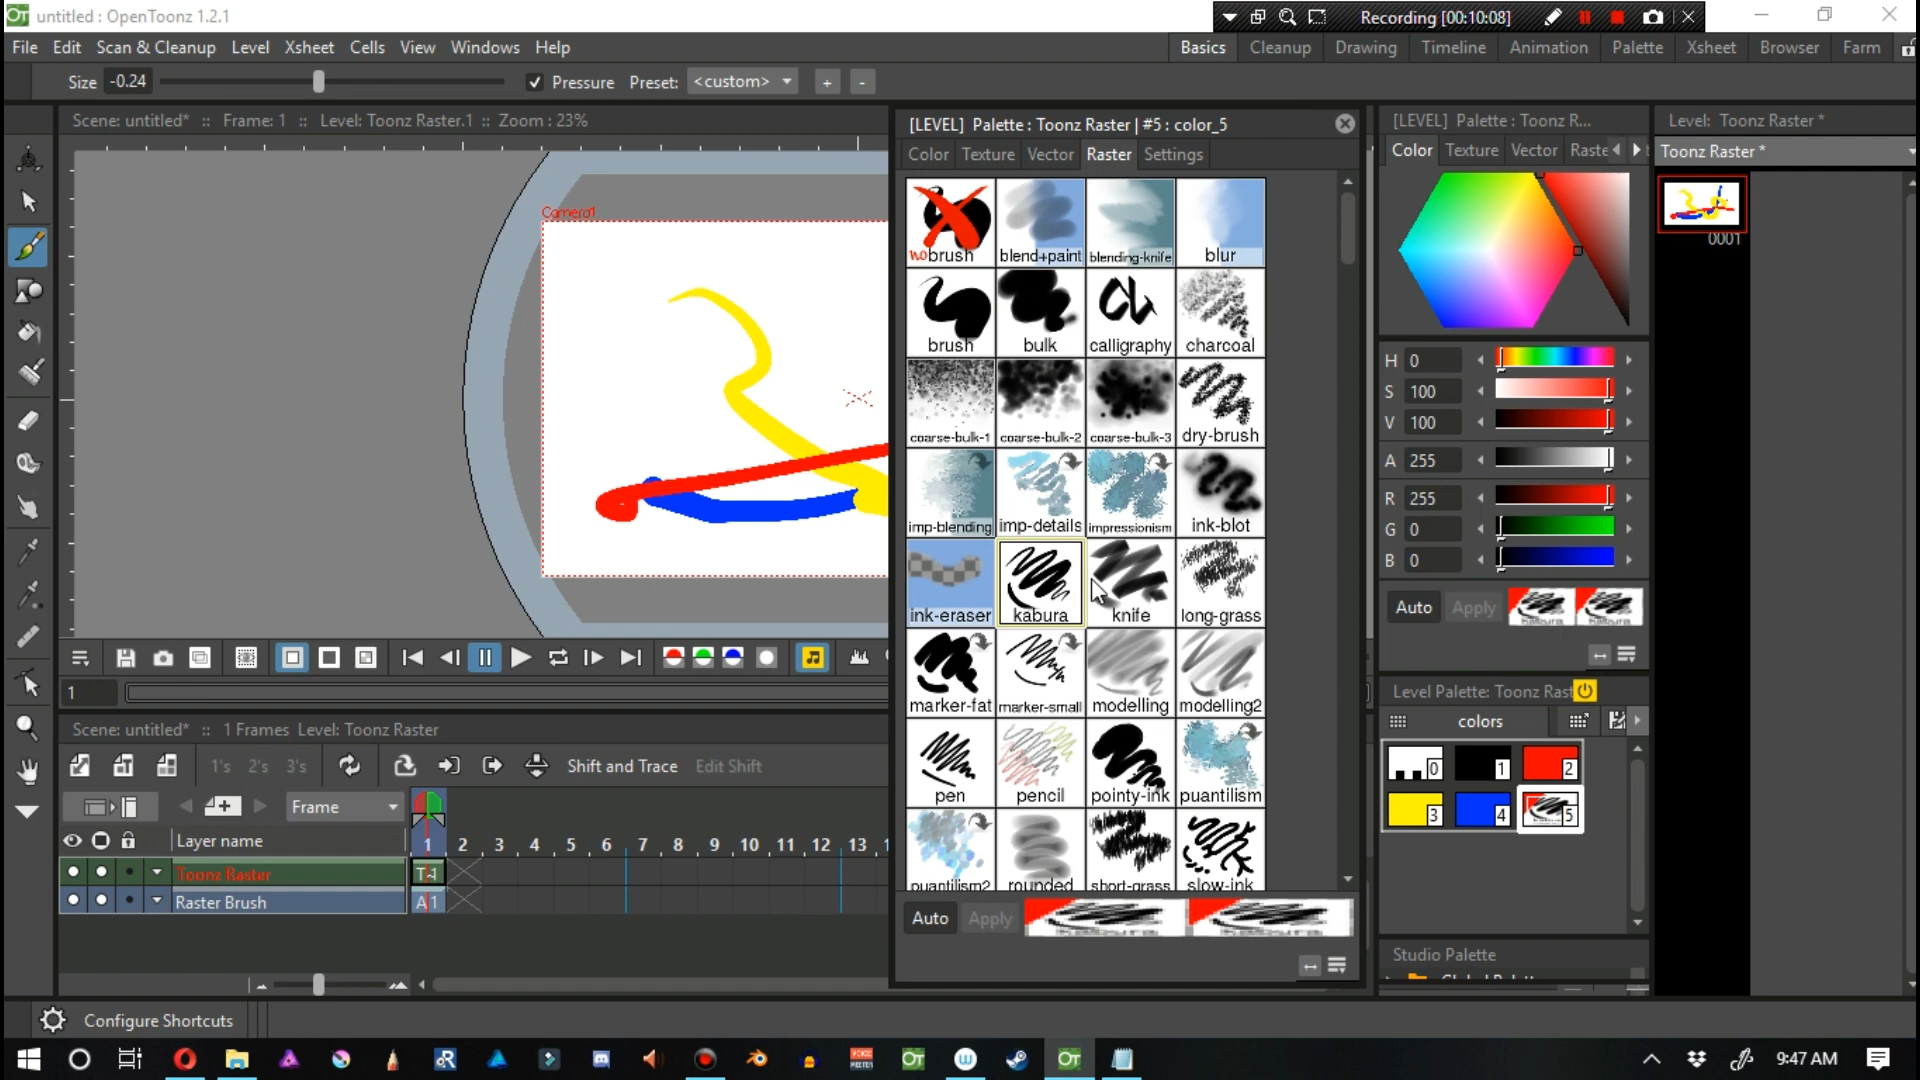 untitled : OpenToonz 1.2.1
Recording [00:10:08]
File Edit Scan & Cleanup Level Xsheet Cells View Windows Help
Basics Cleanup Drawing Timeline Animation Palette Xsheet Browser Farm
Size -0.24 Pressure Preset: <custom> + -
Scene: untitled* :: Frame: 1 :: Level: Toonz Raster.1 :: Zoom : 23%
Camera1
[LEVEL] Palette : Toonz Raster | #5 : color_5
Color Texture Vector Raster Settings
no brush blend+paint blending-knife blur
brush bulk calligraphy charcoal
coarse-bulk-1 coarse-bulk-2 coarse-bulk-3 dry-brush
imp-blending imp-details impressionism ink-blot
ink-eraser kabura knife long-grass
marker-fat marker-small modelling modelling2
pen pencil pointy-ink puantilism
puantilism2 rounded short-grass slow-ink
Auto Apply
[LEVEL] Palette : Toonz R...
Color Texture Vector Raste
H 0
S 100
V 100
A 255
R 255
G 0
B 0
Auto Apply
Level Palette: Toonz Rast
colors
0 1 2
3 4 5
Studio Palette
Level: Toonz Raster *
Toonz Raster *
0001
1
Scene: untitled* :: 1 Frames Level: Toonz Raster
1's 2's 3's Shift and Trace Edit Shift
Frame
Layer name 1 2 3 4 5 6 7 8 9 10 11 12 13 1
Toonz Raster
Raster Brush A 1
Configure Shortcuts
9:47 AM